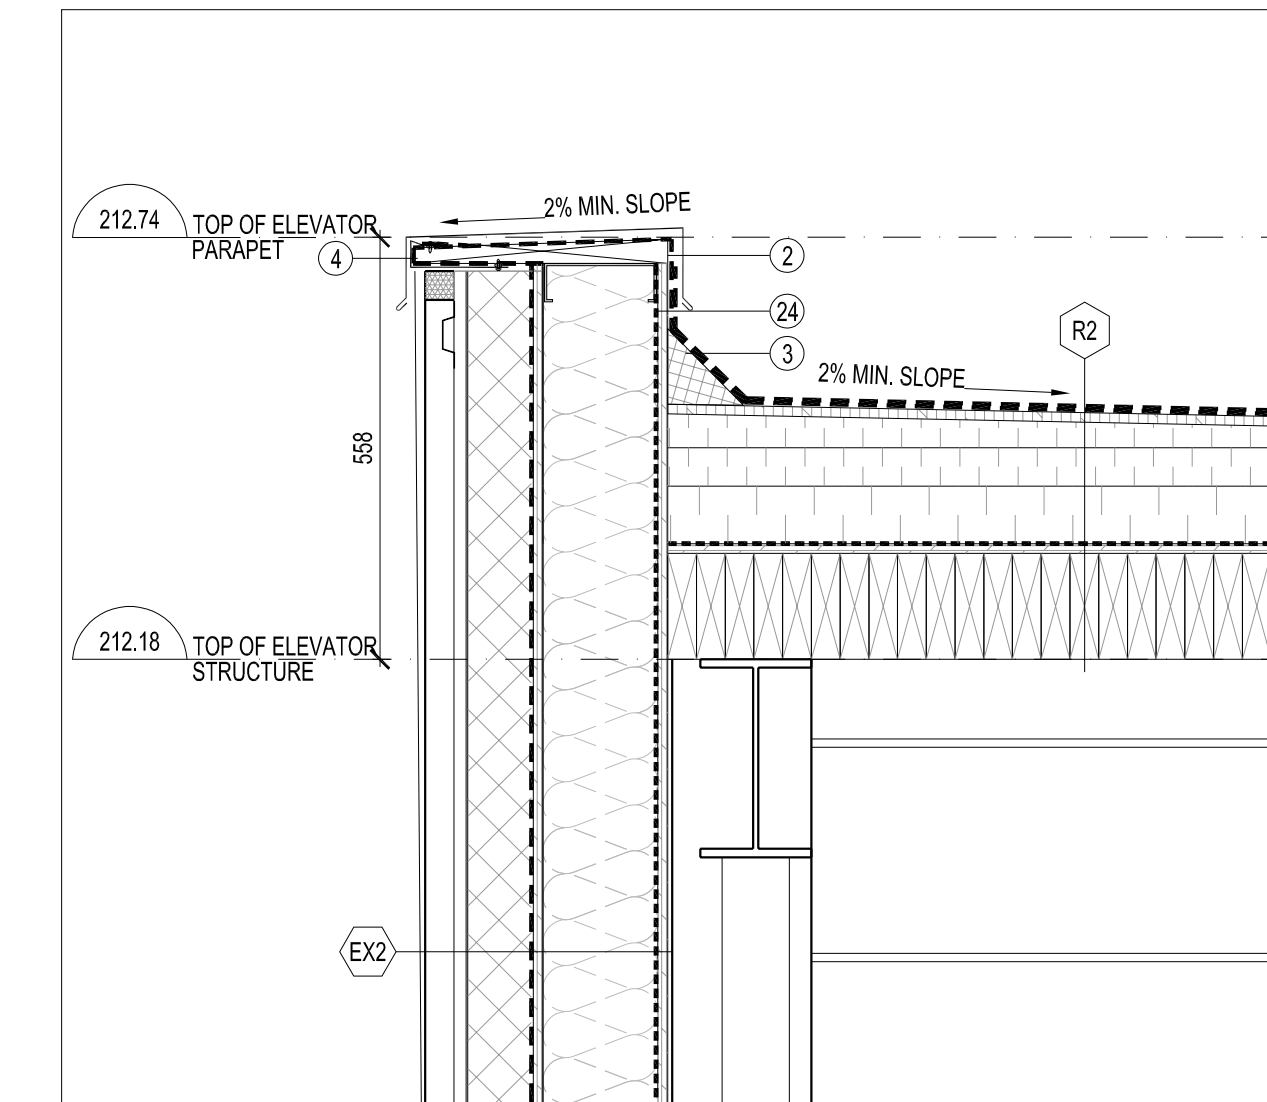 2% MIN. SLOPE
212.74
TOP OF ELEVATOR
PARAPET
4
2
24
R2
3
2% MIN. SLOPE
558
212.18
TOP OF ELEVATOR
STRUCTURE
EX2